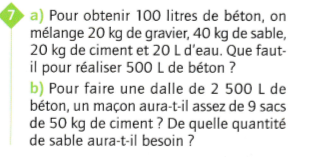 7 a) Pour obtenir 100 litres de béton, on
mélange 20 kg de gravier, 40 kg de sable,
20 kg de ciment et 20 L d'eau. Que faut-
il pour réaliser 500 L de béton ?
b) Pour faire une dalle de 2 500 L de
béton, un maçon aura-t-il assez de 9 sacs
de 50 kg de ciment ? De quelle quantité
de sable aura-t-il besoin ?